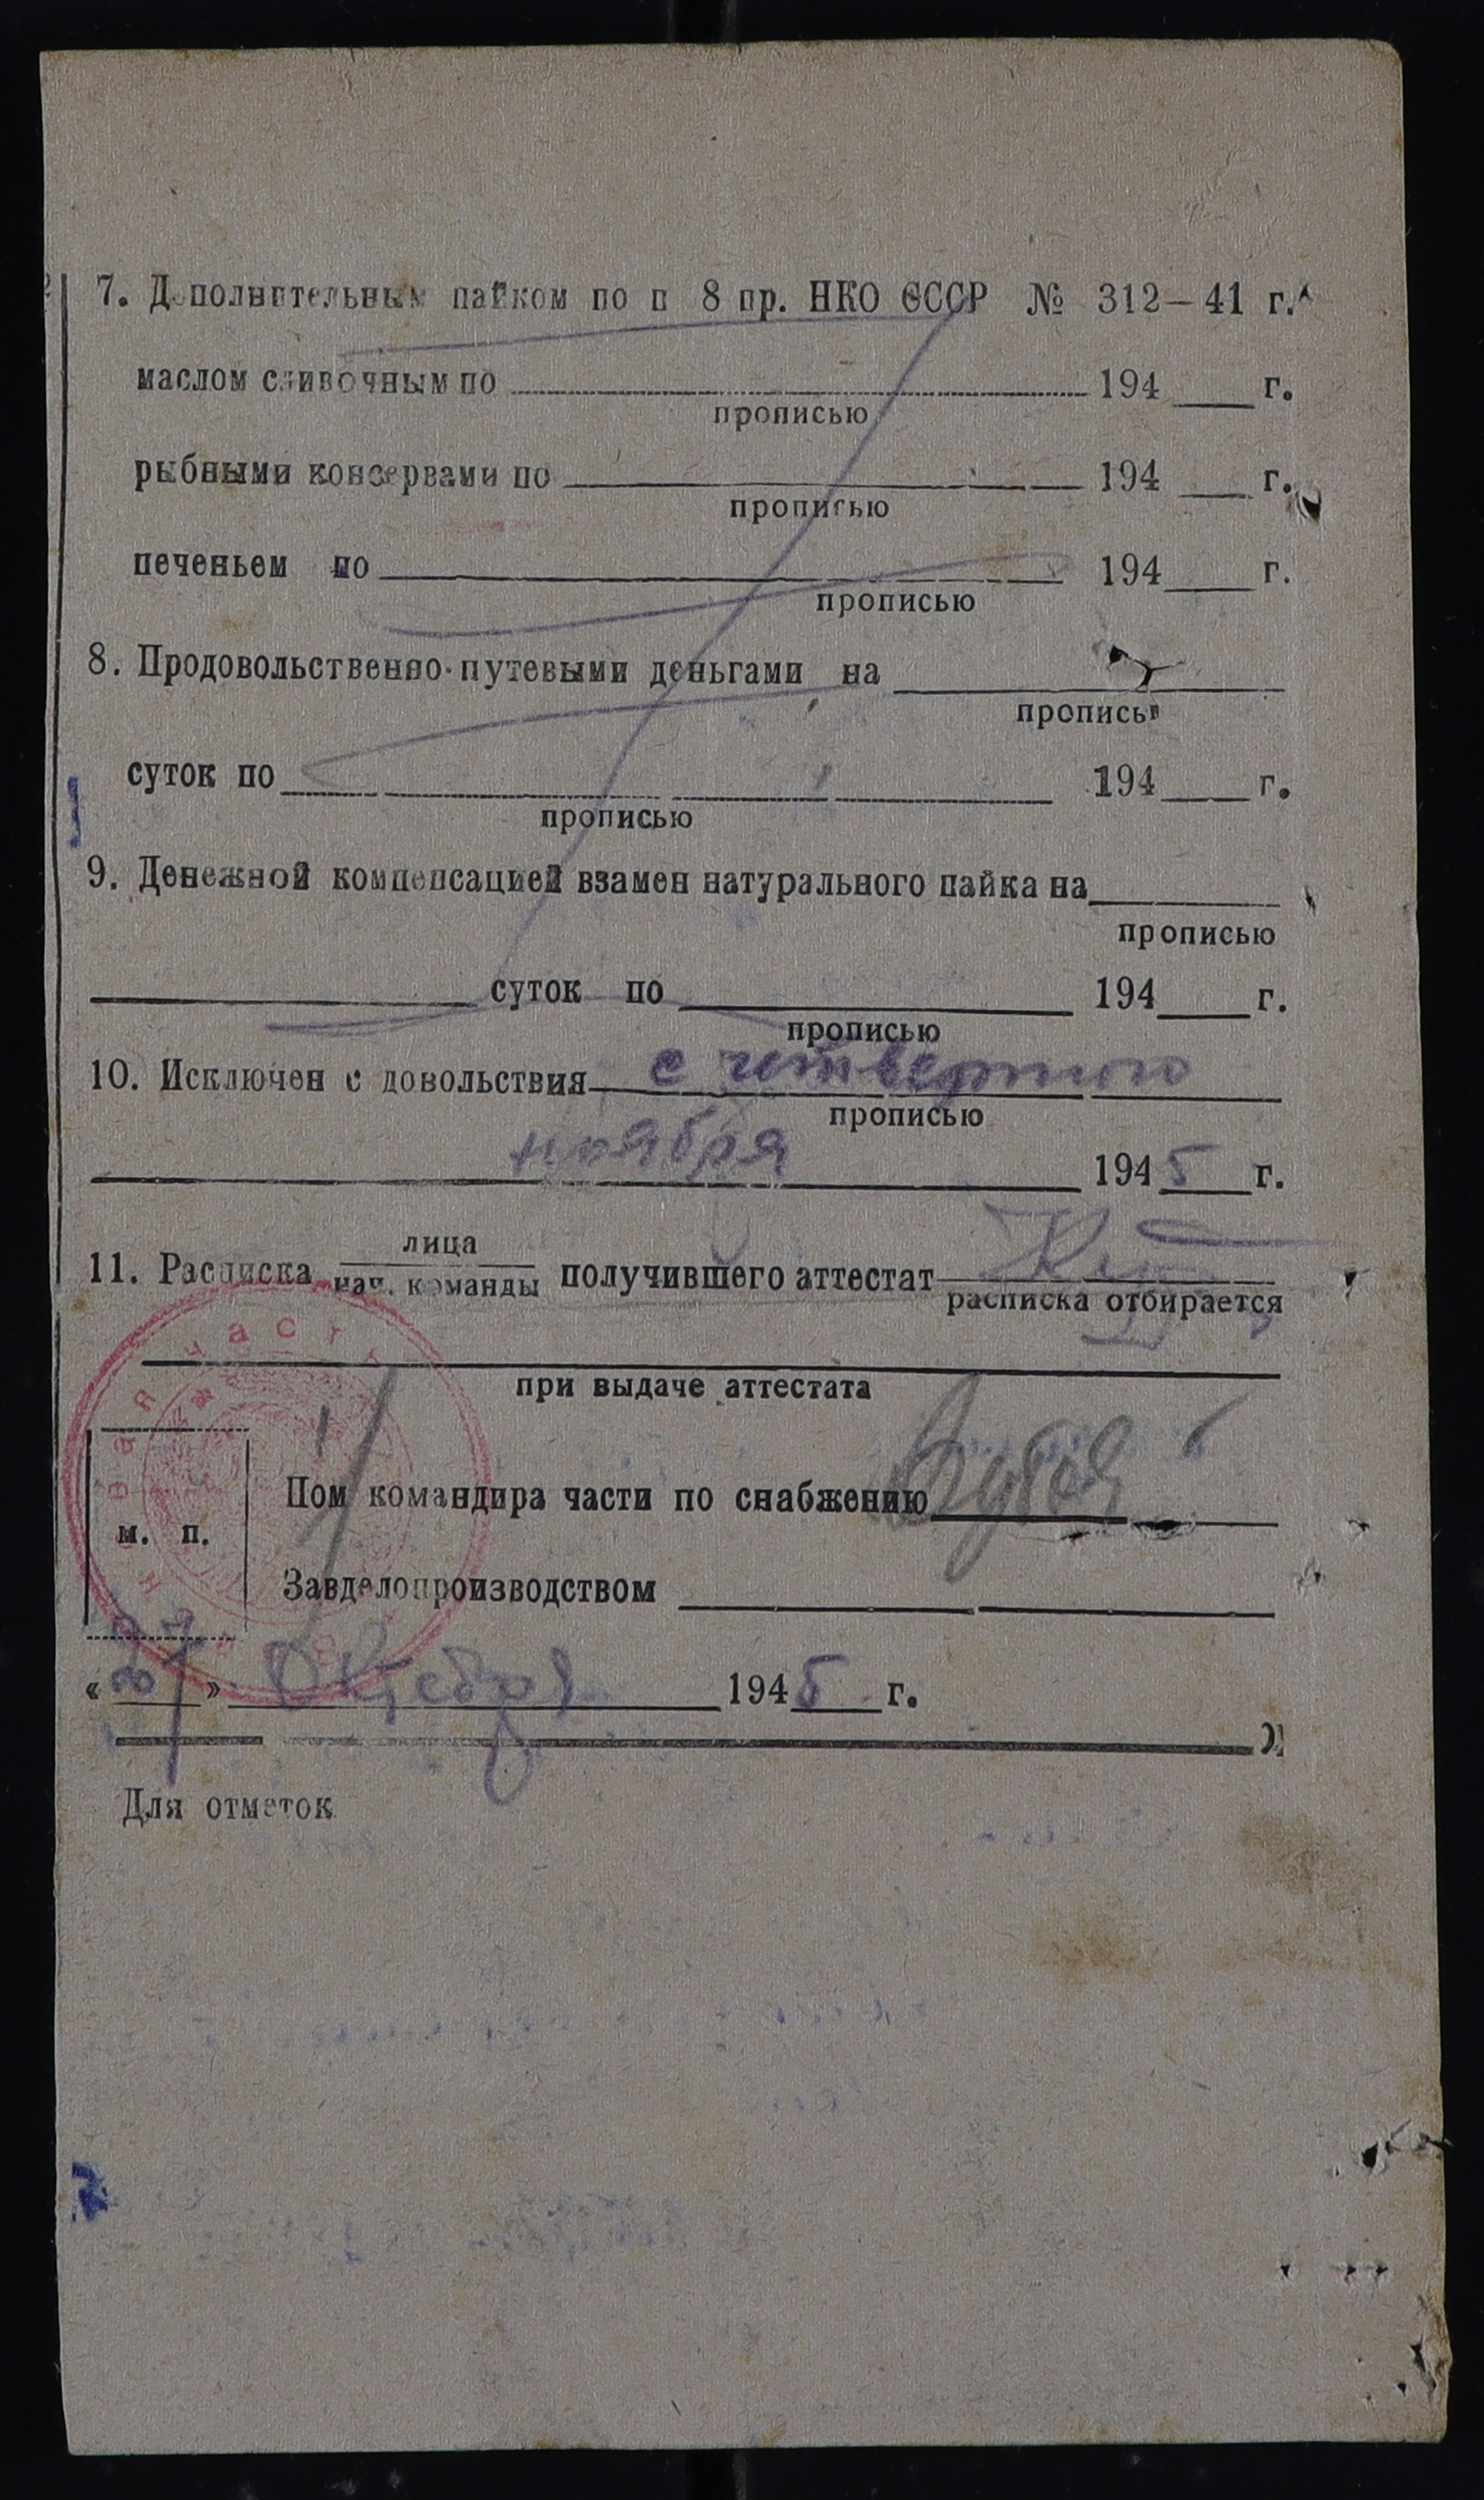 7. Дополнительным пайком по п 8 пр. НКО СССР № 312—41 г.
маслом сливочным по 194 г.
прописью
рыбными консервами по 194 г.
прописью
печеньем по 194 г.
прописью
8. Продовольственно-путевыми деньгами на
прописью
суток по 194 г.
прописью
9. Денежной компенсацией взамен натурального пайка на
прописью
суток по 194 г.
прописью
10. Исключен с довольствия с четвертого
прописью
ноября 1945 г.
11. Расписка лица
нач. команды получившего аттестат
расписка отбирается
при выдаче аттестата
м. п.
Пом командира части по снабжению
Завделопроизводством
« » Октября 1945 г.
Для отметок